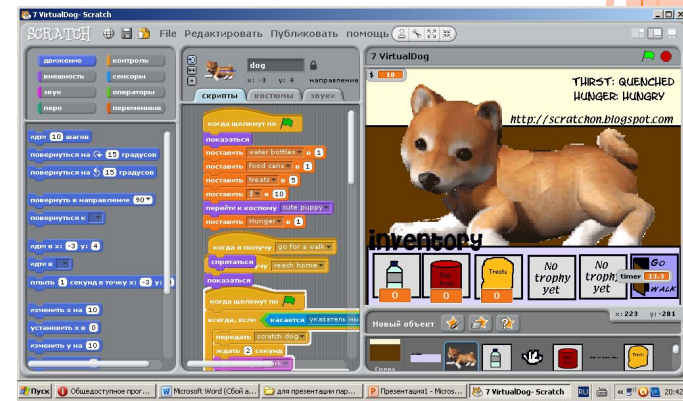 7 VirtualDog- Scratch
SCRATCH File Редактировать Публиковать помощь
движение контроль
внешность сенсоры
звук операторы
перо переменные
идти 10 шагов
повернуться на 15 градусов
повернуться на 15 градусов
повернуть в направление 90
повернуться к
идти в x: -3 y: 4
идти в
плыть 1 секунд в точку x: -3 y:
изменить x на 10
установить x в 0
изменить y на 10
dog
x: -3 y: 4 направление
скрипты костюмы звуки
когда щелкнут по
показаться
поставить water bottles в 1
поставить food cans в 1
поставить treats в 5
поставить $ в 10
перейти к костюму cute puppy
поставить Hunger в 1
когда я получу go for a walk
спрятаться чу reach home
показаться
когда щелкнут по
всегда, если касается указатель мы
передать scratch dog
ждать 2 секунд
7 VirtualDog
$ 10
THIRST: QUENCHED
HUNGER: HUNGRY
http://scratchon.blogspot.com
inventory
Dog Food
Treats
No trophy yet
No trophy yet
GO
WALK
timer 13.3
0 0 0
x: 223 y: -281
Новый объект
Сцена
Пуск Общедоступное прог... Microsoft Word (Сбой а... для презентации пар... Презентация1 - Micros... 7 VirtualDog- Scratch RU 20:42